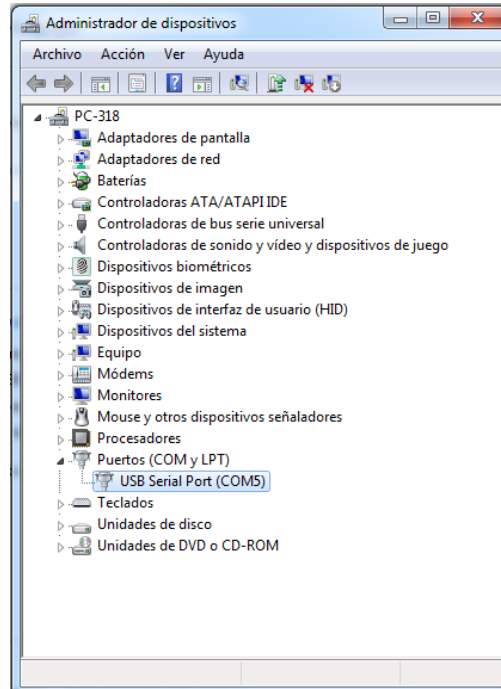 Administrador de dispositivos
Archivo Acción Ver Ayuda
PC-318
Adaptadores de pantalla
Adaptadores de red
Baterías
Controladoras ATA/ATAPI IDE
Controladoras de bus serie universal
Controladoras de sonido y vídeo y dispositivos de juego
Dispositivos biométricos
Dispositivos de imagen
Dispositivos de interfaz de usuario (HID)
Dispositivos del sistema
Equipo
Módems
Monitores
Mouse y otros dispositivos señaladores
Procesadores
Puertos (COM y LPT)
USB Serial Port (COM5)
Teclados
Unidades de disco
Unidades de DVD o CD-ROM